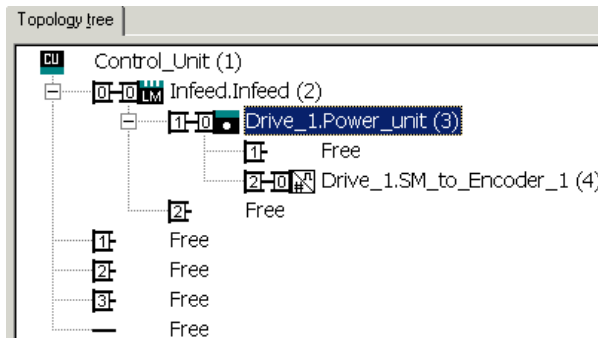 Topology tree
CU Control_Unit (1)
0 0 LM Infeed.Infeed (2)
1 0 Drive_1.Power_unit (3)
1 Free
2 0 # Drive_1.SM_to_Encoder_1 (4)
2 Free
1 Free
2 Free
3 Free
Free